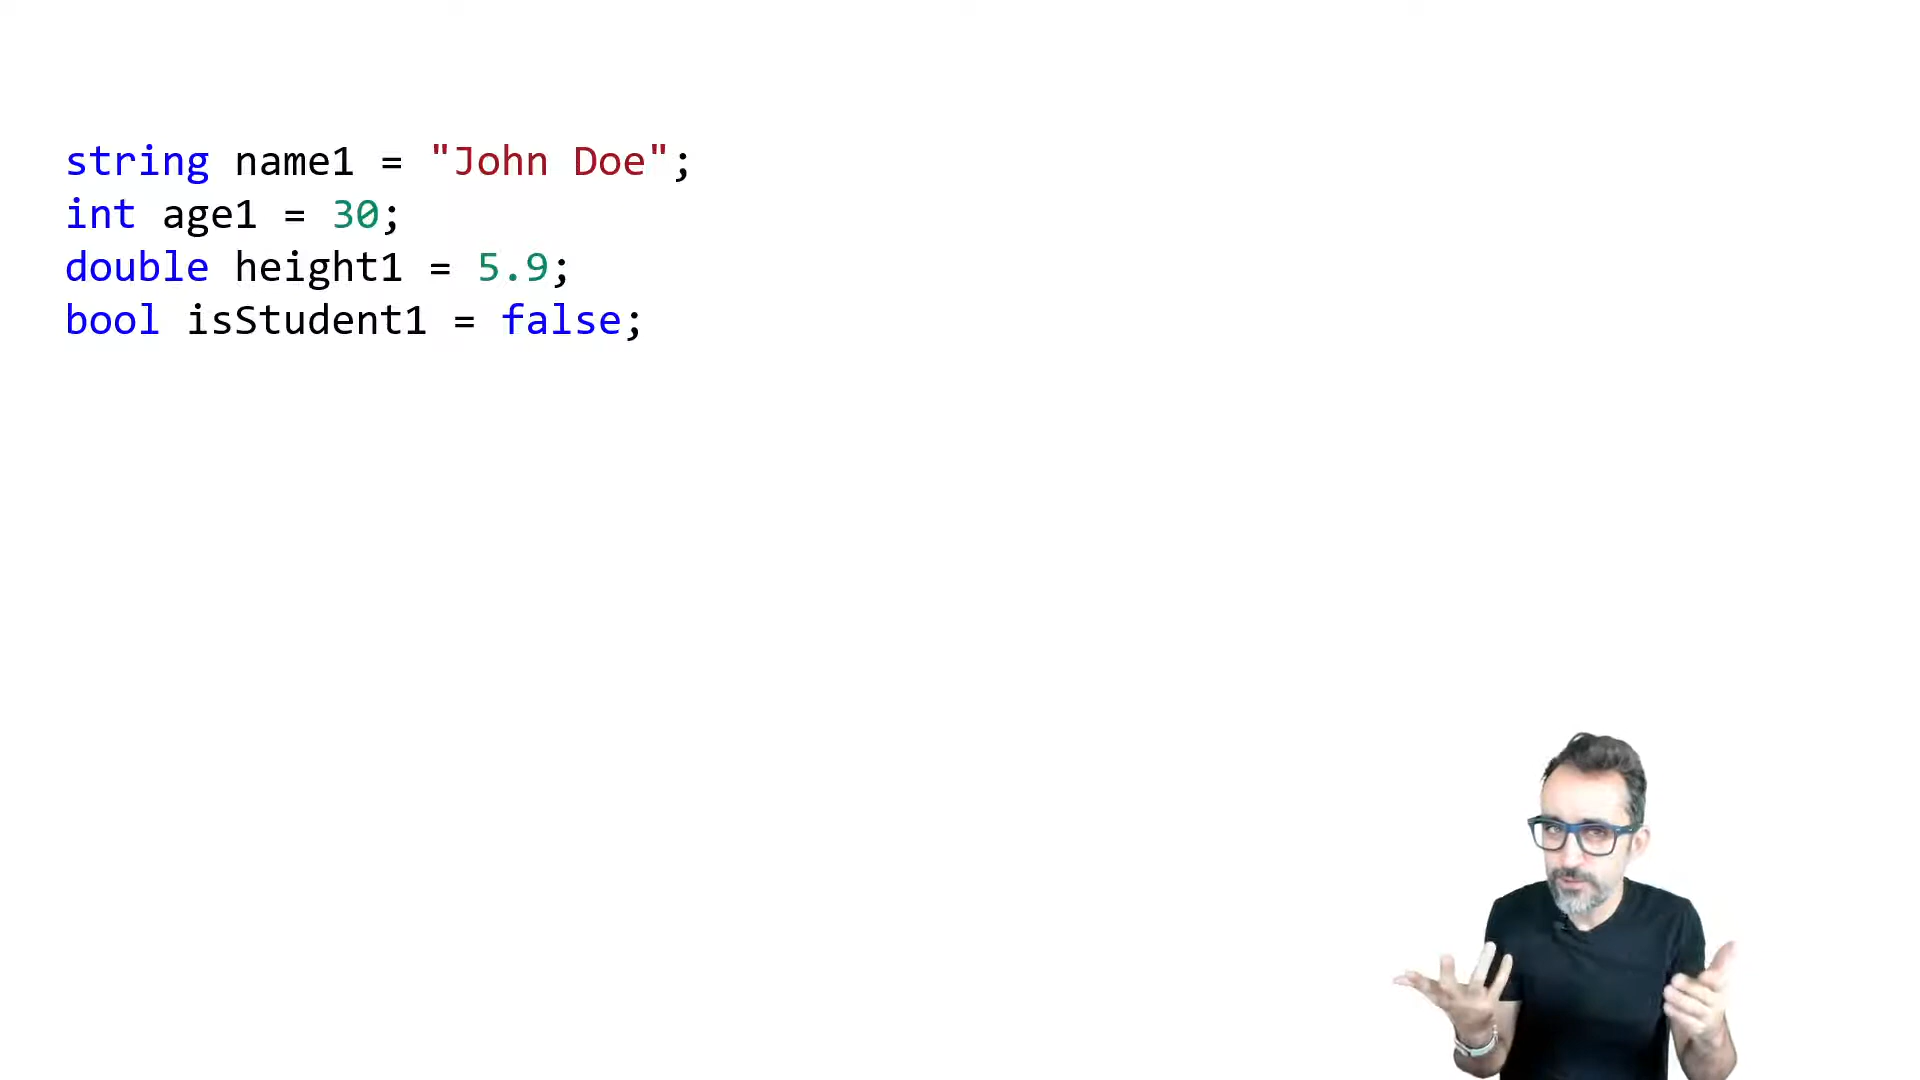 string name1 = "John Doe";
int age1 = 30;
double height1 = 5.9;
bool isStudent1 = false;